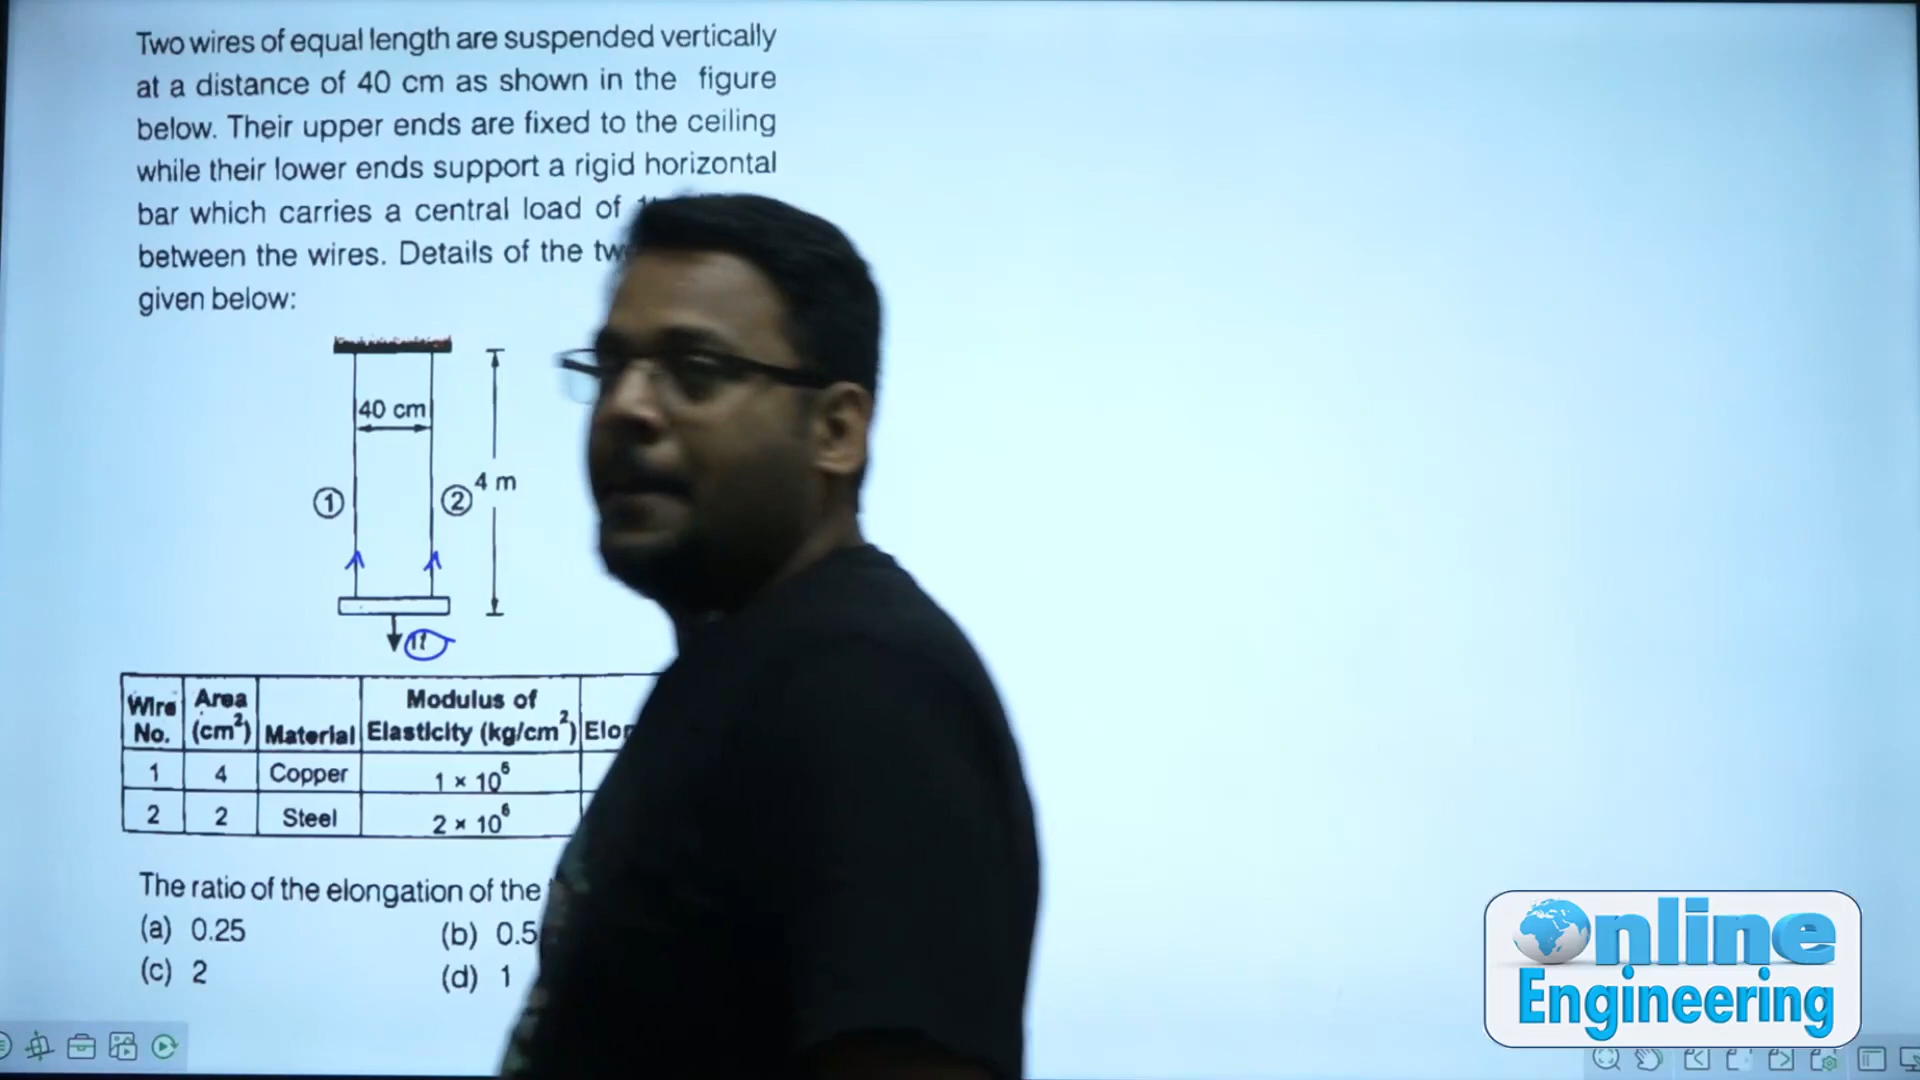 Two wires of equal length are suspended vertically
at a distance of 40 cm as shown in the figure
below. Their upper ends are fixed to the ceiling
while their lower ends support a rigid horizontal
bar which carries a central load of
between the wires. Details of the
given below:
40 cm
4 m
① ②
1t
Wire No. Area (cm²) Material Modulus of Elasticity (kg/cm²)
1 4 Copper 1 × 10⁶
2 2 Steel 2 × 10⁶
The ratio of the elongation of the
(a) 0.25 (b) 0.5
(c) 2 (d) 1
Online
Engineering